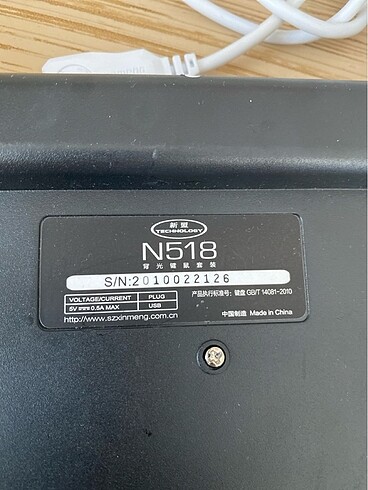 新盟
TECHNOLOGY
N518
背光键鼠套装
S/N:2010022126
VOLTAGE/CURRENT PLUG
5V⎓0.5A MAX USB
产品执行标准号：键盘 GB/T 14081-2010
http://www.szxinmeng.com.cn
中国制造 Made in China